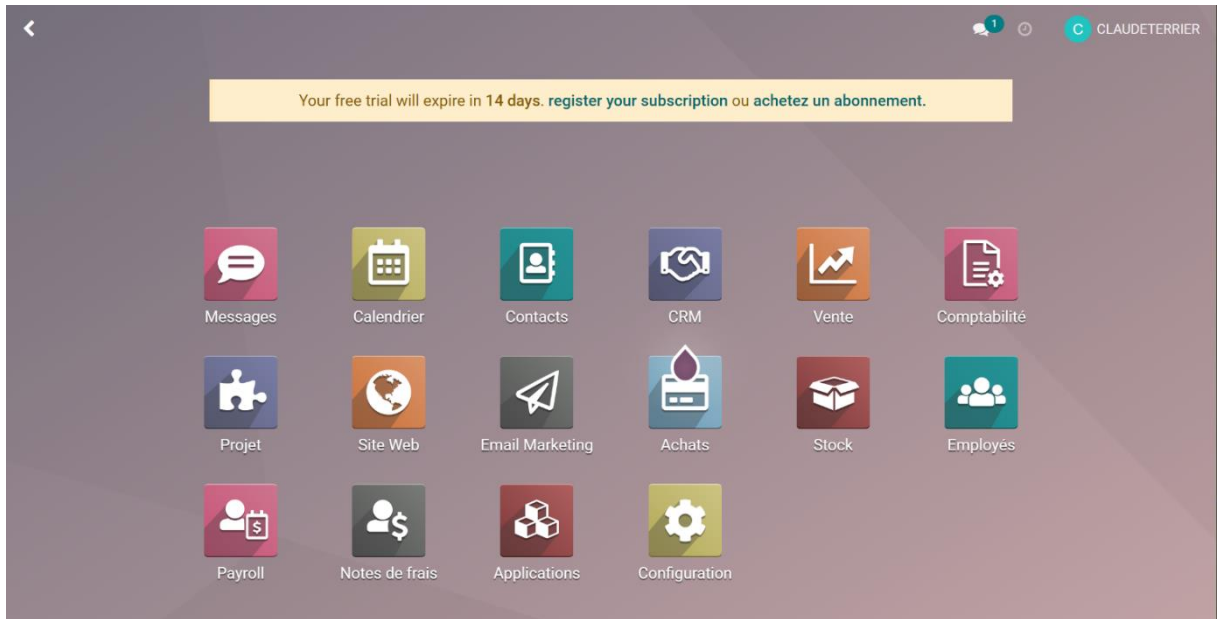 1
C CLAUDETERRIER
Your free trial will expire in 14 days. register your subscription ou achetez un abonnement.
Messages Calendrier Contacts CRM Vente Comptabilité
Projet Site Web Email Marketing Achats Stock Employés
Payroll Notes de frais Applications Configuration